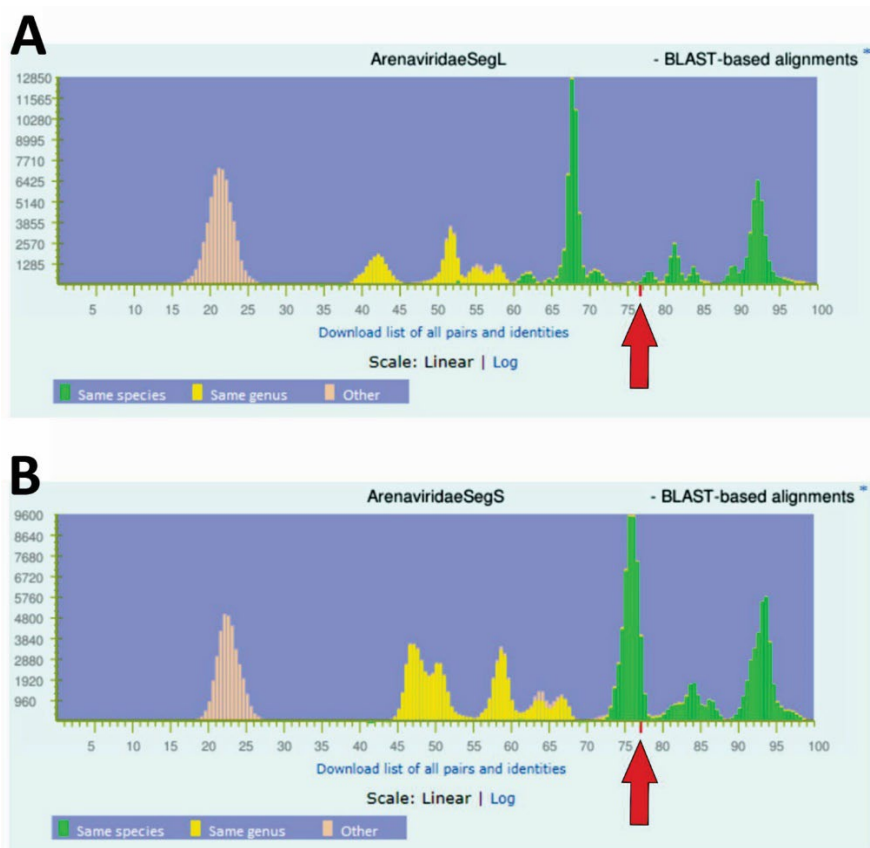 A
ArenaviridaeSegL - BLAST-based alignments *
12850
11565
10280
8995
7710
6425
5140
3855
2570
1285
5 10 15 20 25 30 35 40 45 50 55 60 65 70 75 80 85 90 95 100
Download list of all pairs and identities
Scale: Linear | Log
Same species Same genus Other
B
ArenaviridaeSegS - BLAST-based alignments *
9600
8640
7680
6720
5760
4800
3840
2880
1920
960
5 10 15 20 25 30 35 40 45 50 55 60 65 70 75 80 85 90 95 100
Download list of all pairs and identities
Scale: Linear | Log
Same species Same genus Other